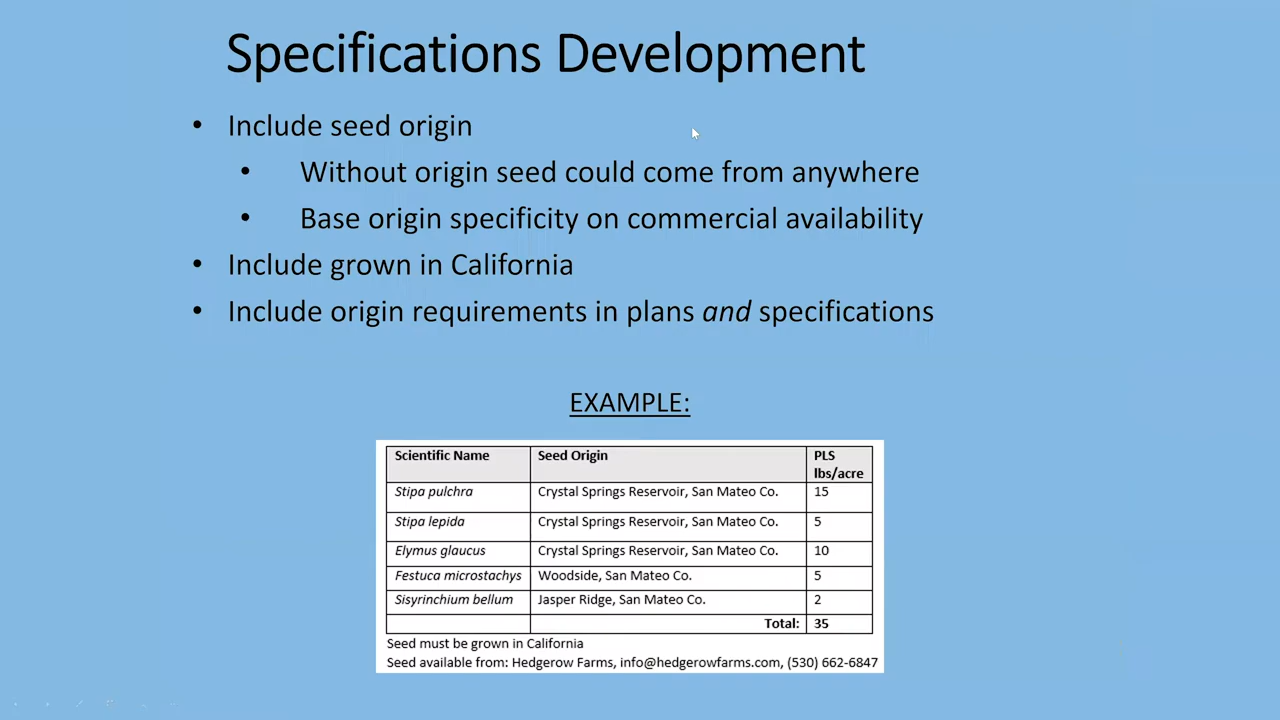 Specifications Development
• Include seed origin
• Without origin seed could come from anywhere
• Base origin specificity on commercial availability
• Include grown in California
• Include origin requirements in plans and specifications
EXAMPLE:
Scientific Name Seed Origin PLS lbs/acre
Stipa pulchra Crystal Springs Reservoir, San Mateo Co. 15
Stipa lepida Crystal Springs Reservoir, San Mateo Co. 5
Elymus glaucus Crystal Springs Reservoir, San Mateo Co. 10
Festuca microstachys Woodside, San Mateo Co. 5
Sisyrinchium bellum Jasper Ridge, San Mateo Co. 2
Total: 35
Seed must be grown in California
Seed available from: Hedgerow Farms, info@hedgerowfarms.com, (530) 662-6847